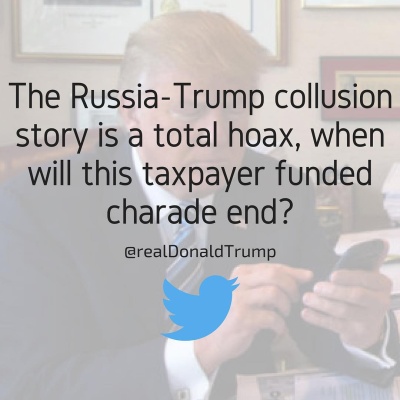 The Russia-Trump collusion
story is a total hoax, when
will this taxpayer funded
charade end?
@realDonaldTrump